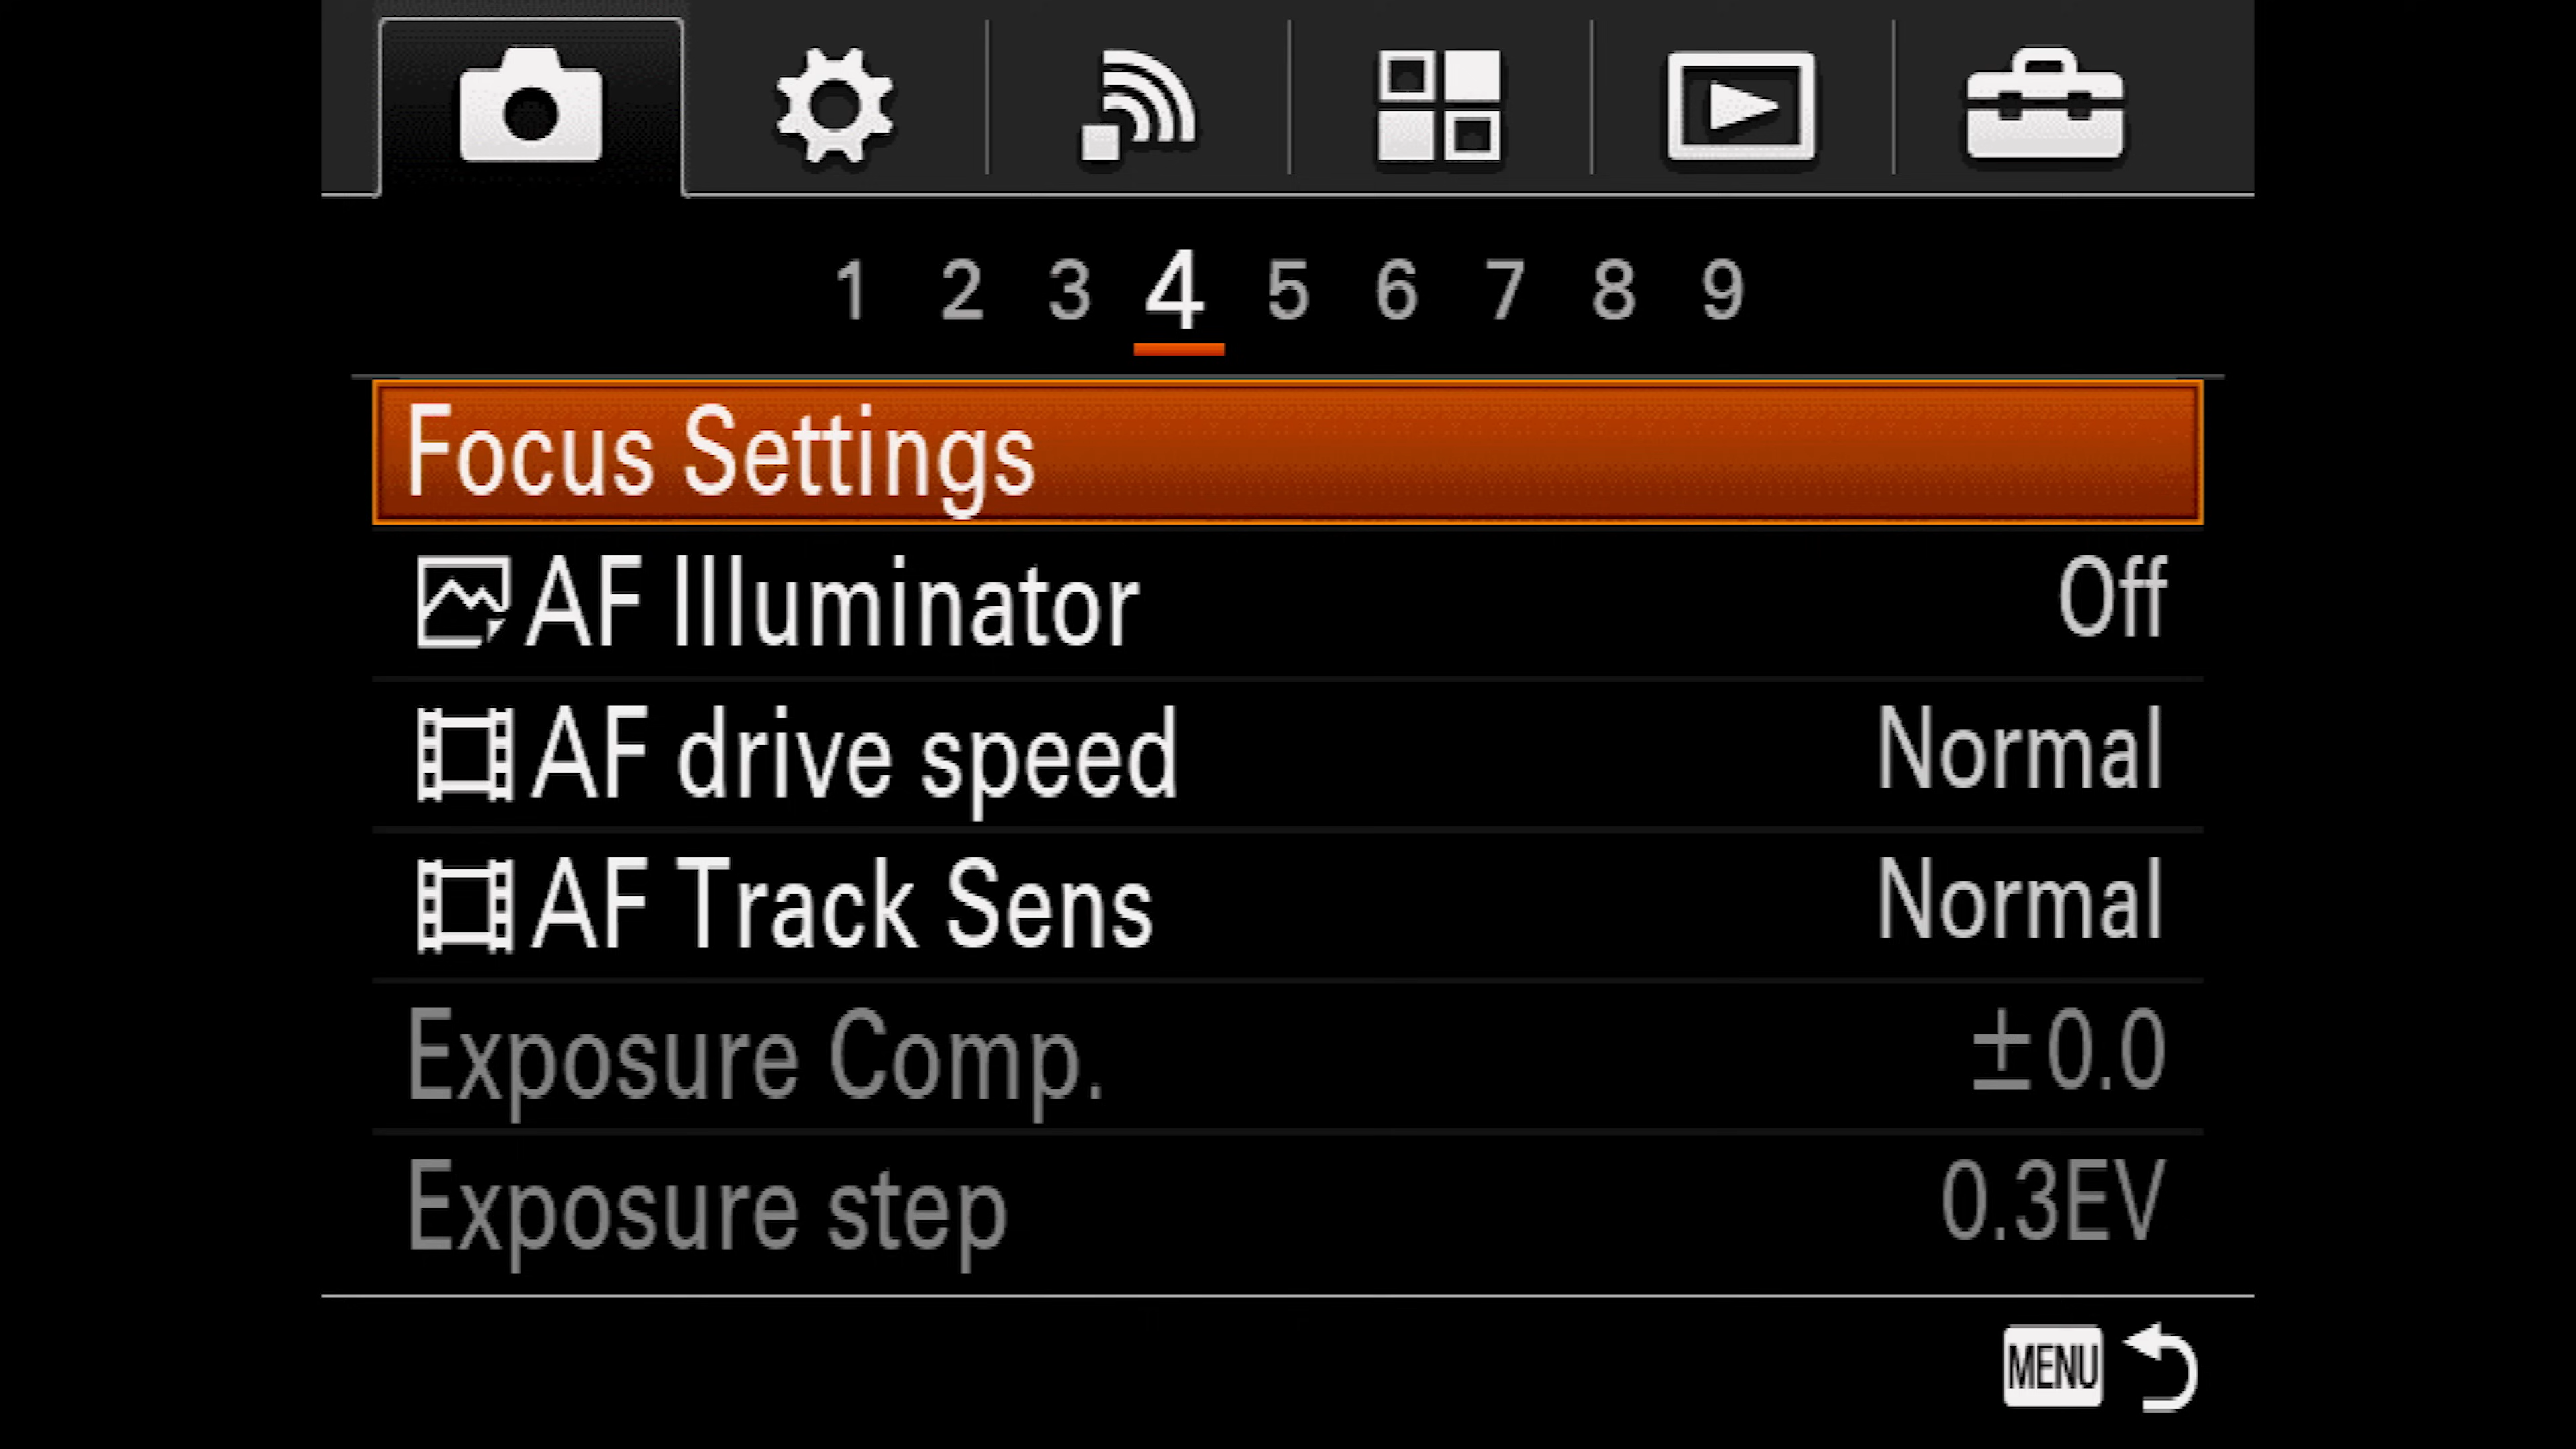 1 2 3 4 5 6 7 8 9
Focus Settings
AF Illuminator Off
AF drive speed Normal
AF Track Sens Normal
Exposure Comp. ±0.0
Exposure step 0.3EV
MENU